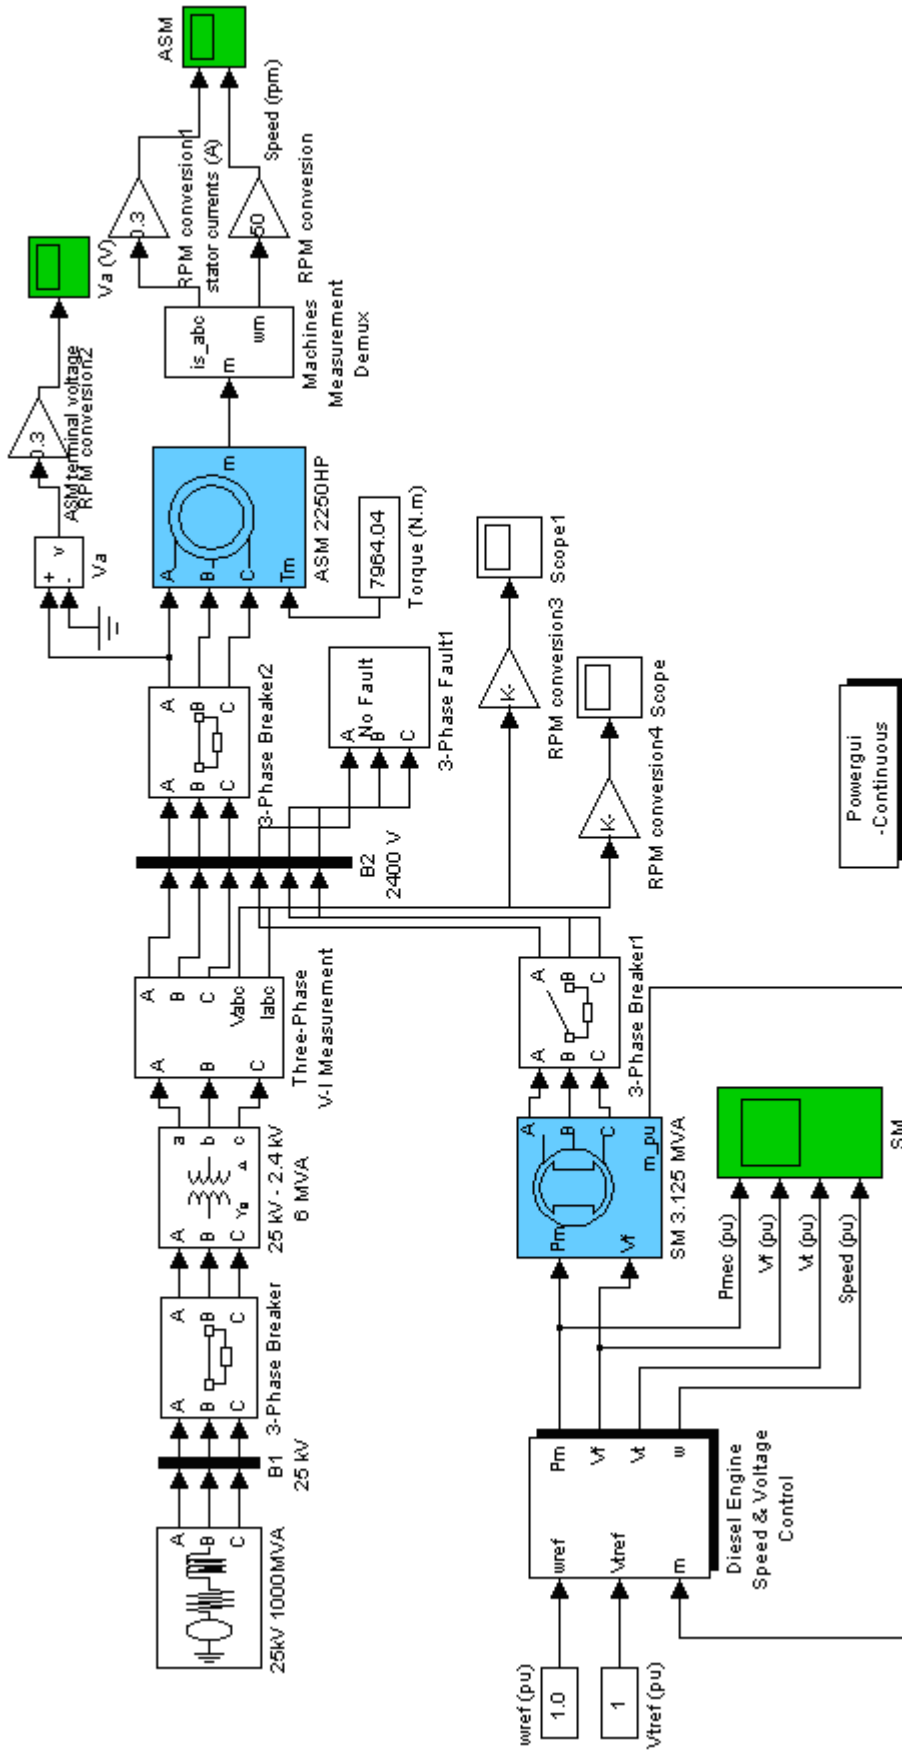 A
B
C
25kV 1000MVA
B1
25 kV
A
B
C
A
B
C
3-Phase Breaker
A
B
C
a
b
c
Yg
25 kV - 2.4 kV
6 MVA
A
B
C
A
B
C
Vabc
Iabc
Three-Phase
V-I Measurement
B2
2400 V
A
B
C
A
B
C
3-Phase Breaker2
+
-
v
Va
0.3
ASM terminal voltage
RPM conversion2
Va (V)
A
B
C
Tm
m
ASM 2250HP
7964.04
Torque (N.m)
m
is_abc
wm
Machines
Measurement
Demux
0.3
RPM conversion1
stator currents (A)
50
RPM conversion
Speed (rpm)
ASM
A
B
C
No Fault
3-Phase Fault1
K-
RPM conversion3
Scope1
K-
RPM conversion4
Scope
wref (pu)
1.0
1
Vtref (pu)
wref
Vtref
m
Pm
Vf
Vt
w
Diesel Engine
Speed & Voltage
Control
Pm
Vf
A
B
C
m_pu
SM 3.125 MVA
A
B
C
A
B
C
3-Phase Breaker1
Pmec (pu)
Vf (pu)
Vt (pu)
Speed (pu)
SM
Powergui
-Continuous